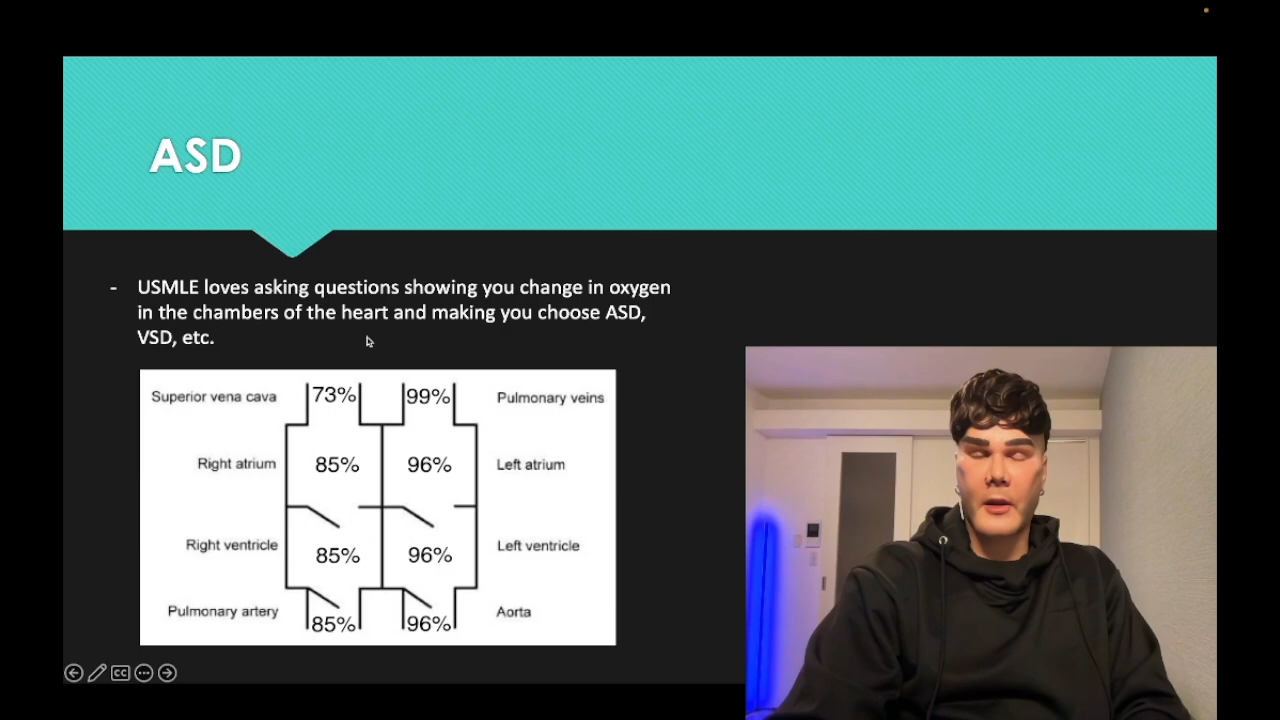 ASD
- USMLE loves asking questions showing you change in oxygen
in the chambers of the heart and making you choose ASD,
VSD, etc.
Superior vena cava 73% 99% Pulmonary veins
Right atrium 85% 96% Left atrium
Right ventricle 85% 96% Left ventricle
Pulmonary artery 85% 96% Aorta
CC